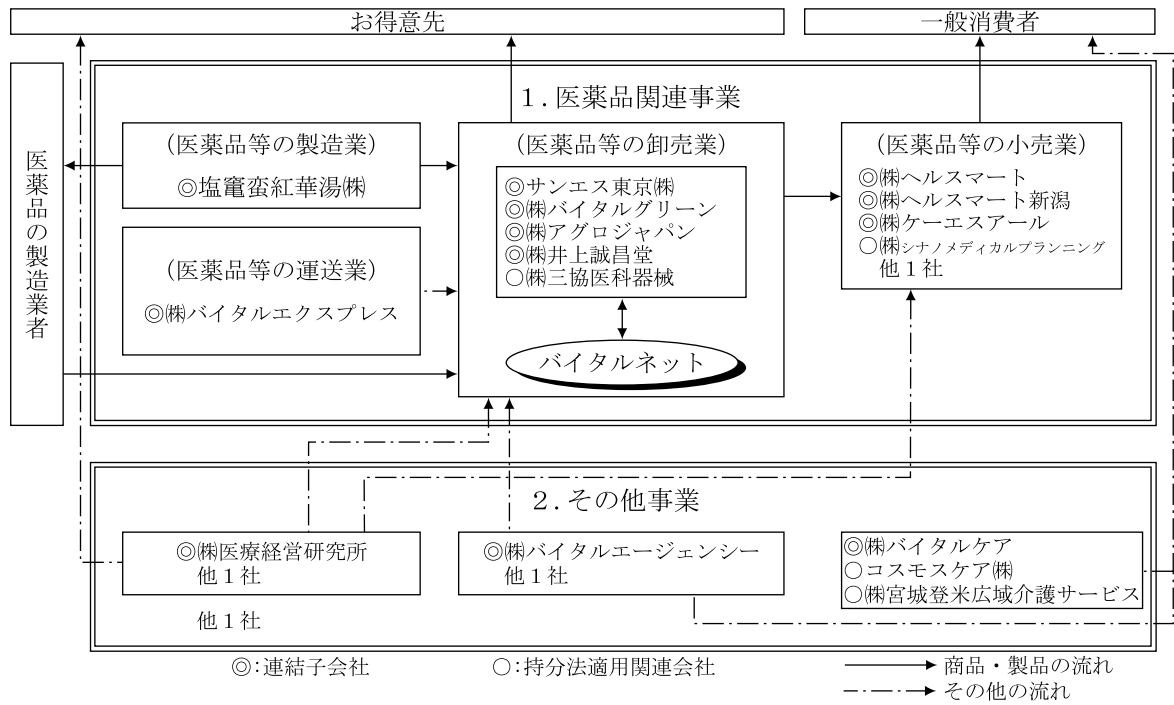 お得意先
一般消費者
医薬品の製造業者
1.医薬品関連事業
(医薬品等の製造業)
◎塩竃蛮紅華湯㈱
(医薬品等の運送業)
◎㈱バイタルエクスプレス
(医薬品等の卸売業)
◎サンエス東京㈱
◎㈱バイタルグリーン
◎㈱アグロジャパン
◎㈱井上誠昌堂
○㈱三協医科器械
バイタルネット
(医薬品等の小売業)
◎㈱ヘルスマート
◎㈱ヘルスマート新潟
◎㈱ケーエスアール
○㈱シナノメディカルプランニング
他1社
2.その他事業
◎㈱医療経営研究所
他1社
他1社
◎㈱バイタルエージェンシー
他1社
◎㈱バイタルケア
○コスモスケア㈱
○㈱宮城登米広域介護サービス
◎:連結子会社
○:持分法適用関連会社
商品・製品の流れ
その他の流れ